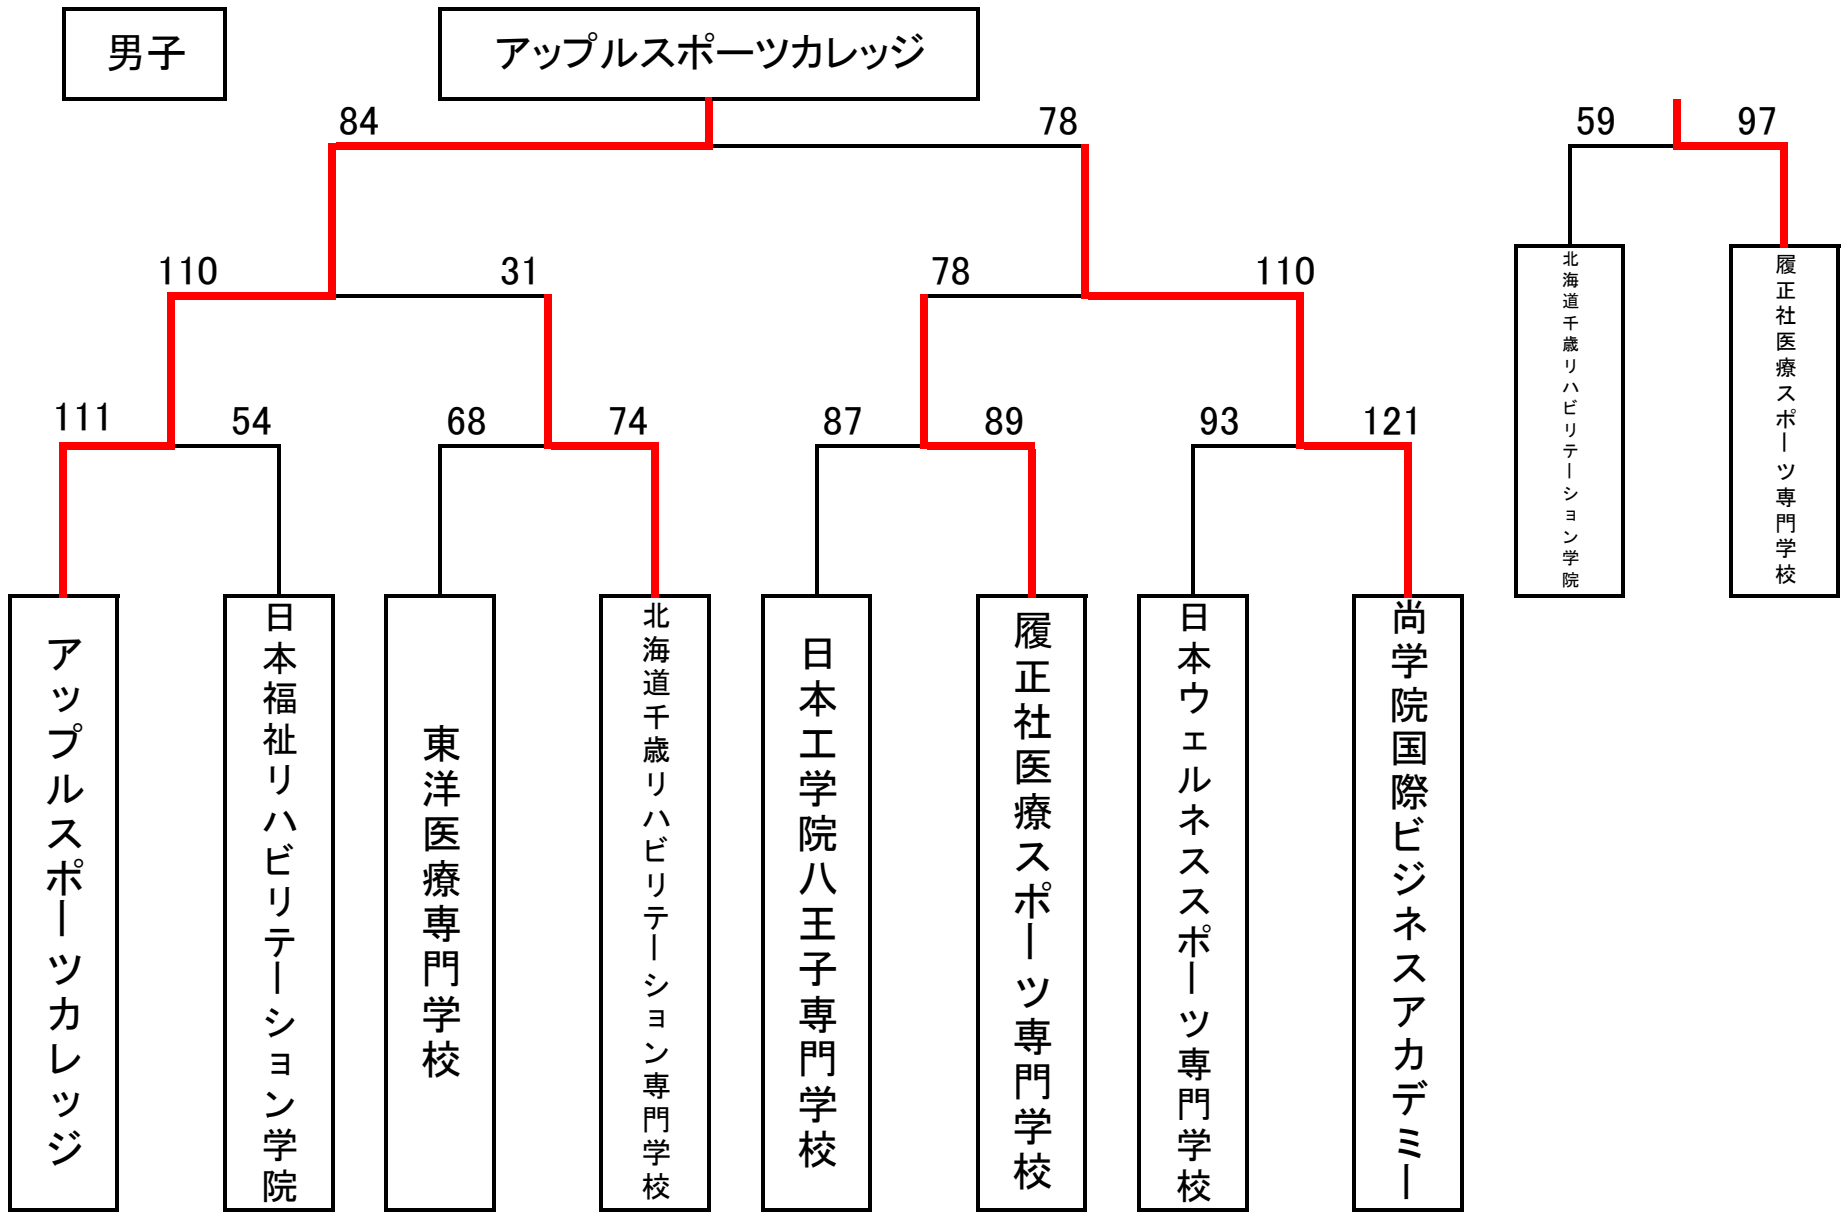 男子
アップルスポーツカレッジ
84
78
59
97
110
31
78
110
111
54
68
74
87
89
93
121
アップルスポーツカレッジ
日本福祉リハビリテーション学院
東洋医療専門学校
北海道千歳リハビリテーション専門学校
日本工学院八王子専門学校
履正社医療スポーツ専門学校
日本ウェルネススポーツ専門学校
尚学院国際ビジネスアカデミー
北海道千歳リハビリテーション学院
履正社医療スポーツ専門学校